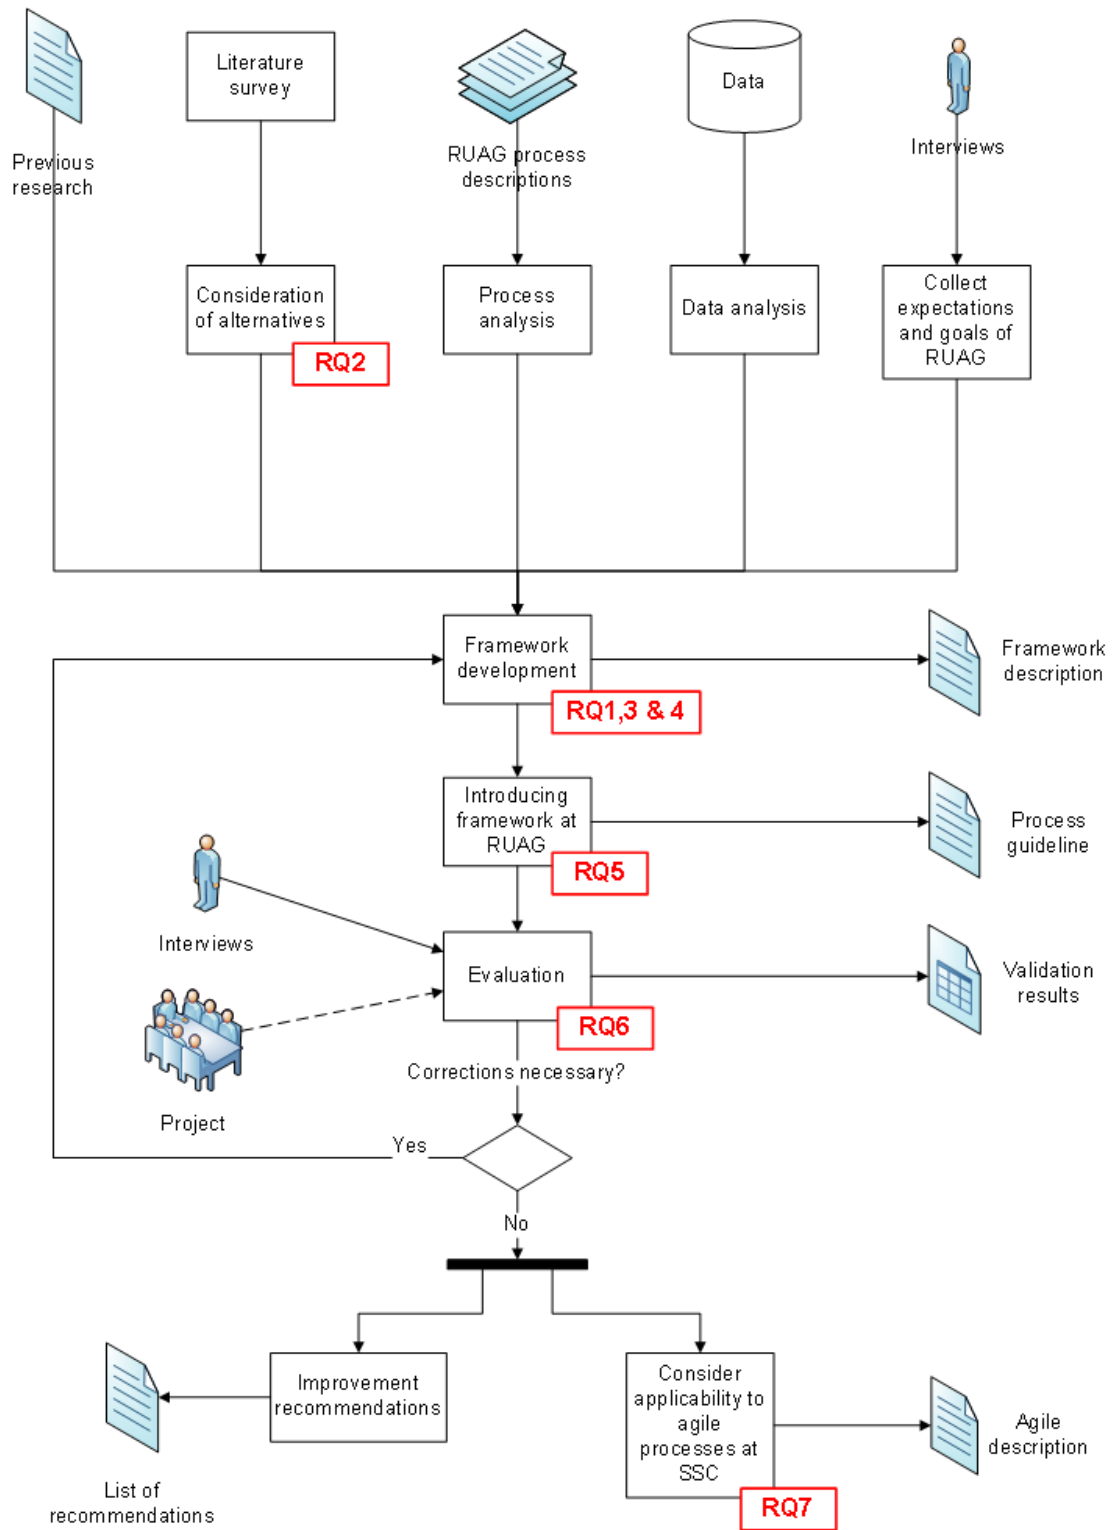 Previous
research
Literature
survey
RUAG process
descriptions
Data
Interviews
Consideration
of alternatives
RQ2
Process
analysis
Data analysis
Collect
expectations
and goals of
RUAG
Framework
development
RQ1,3 & 4
Framework
description
Introducing
framework at
RUAG
RQ5
Process
guideline
Interviews
Evaluation
RQ6
Validation
results
Project
Corrections necessary?
Yes
No
Improvement
recommendations
List of
recommendations
Consider
applicability to
agile
processes at
SSC
RQ7
Agile
description